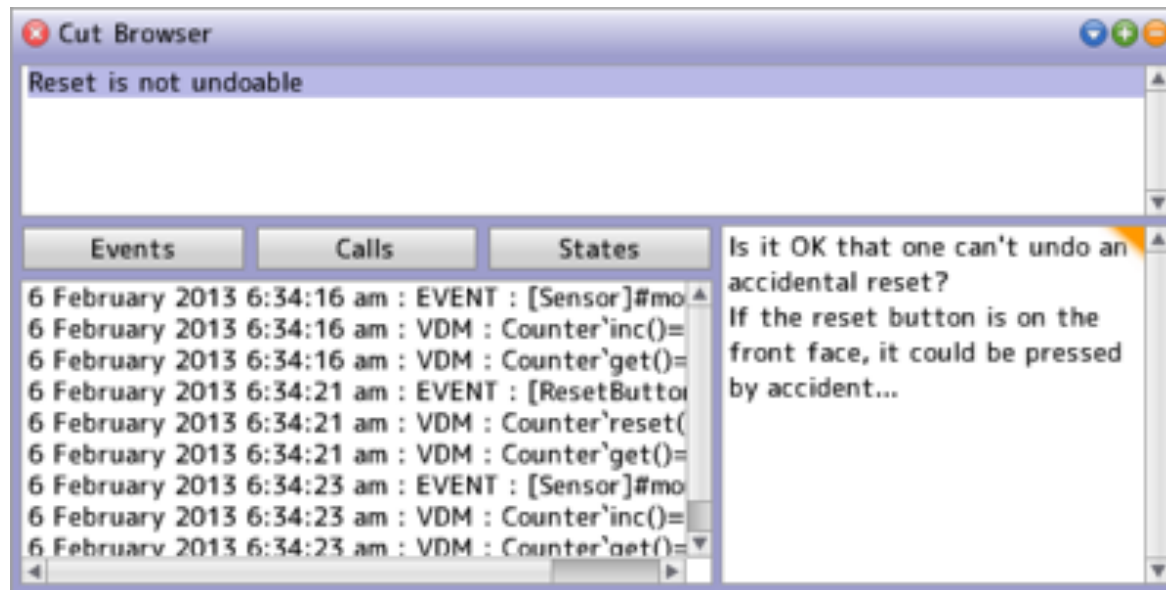 Cut Browser
Reset is not undoable
Events Calls States
6 February 2013 6:34:16 am : EVENT : [Sensor]#mo
6 February 2013 6:34:16 am : VDM : Counter`inc()=
6 February 2013 6:34:16 am : VDM : Counter`get()=
6 February 2013 6:34:21 am : EVENT : [ResetButton
6 February 2013 6:34:21 am : VDM : Counter`reset(
6 February 2013 6:34:21 am : VDM : Counter`get()=
6 February 2013 6:34:23 am : EVENT : [Sensor]#mo
6 February 2013 6:34:23 am : VDM : Counter`inc()=
6 February 2013 6:34:23 am : VDM : Counter`get()=
Is it OK that one can't undo an
accidental reset?
If the reset button is on the
front face, it could be pressed
by accident...